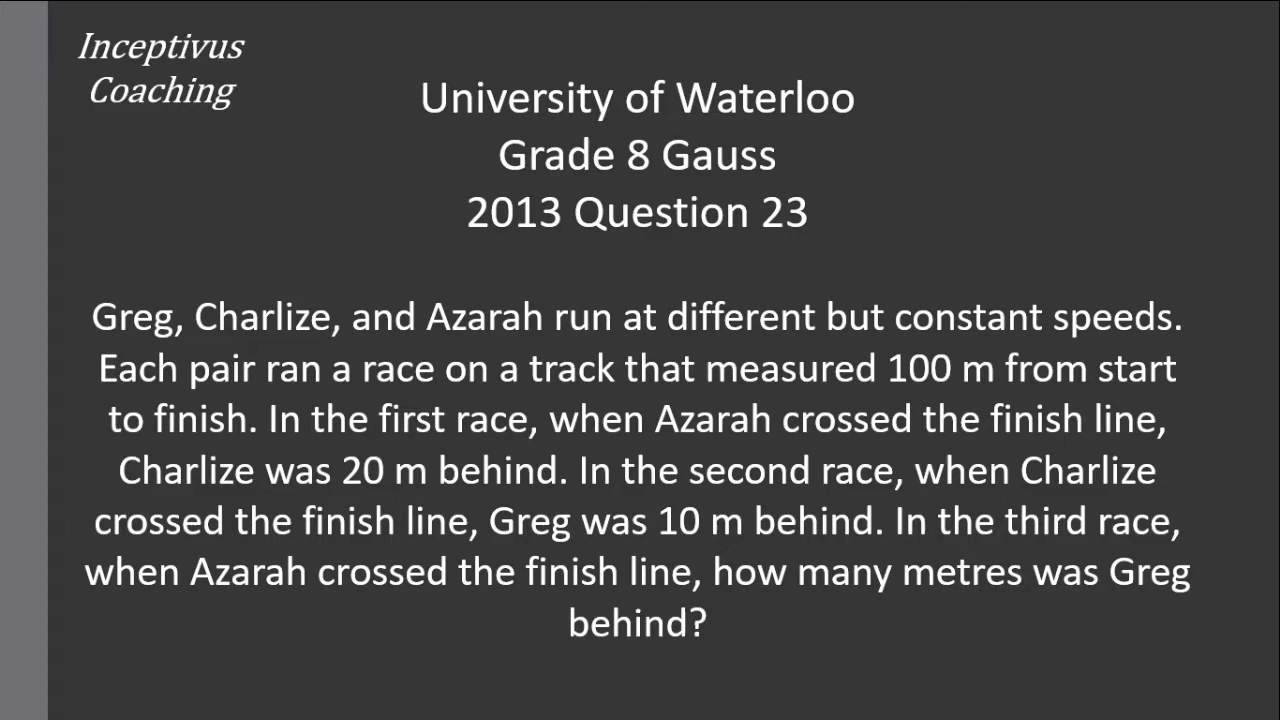 Inceptivus
Coaching
University of Waterloo
Grade 8 Gauss
2013 Question 23
Greg, Charlize, and Azarah run at different but constant speeds.
Each pair ran a race on a track that measured 100 m from start
to finish. In the first race, when Azarah crossed the finish line,
Charlize was 20 m behind. In the second race, when Charlize
crossed the finish line, Greg was 10 m behind. In the third race,
when Azarah crossed the finish line, how many metres was Greg
behind?